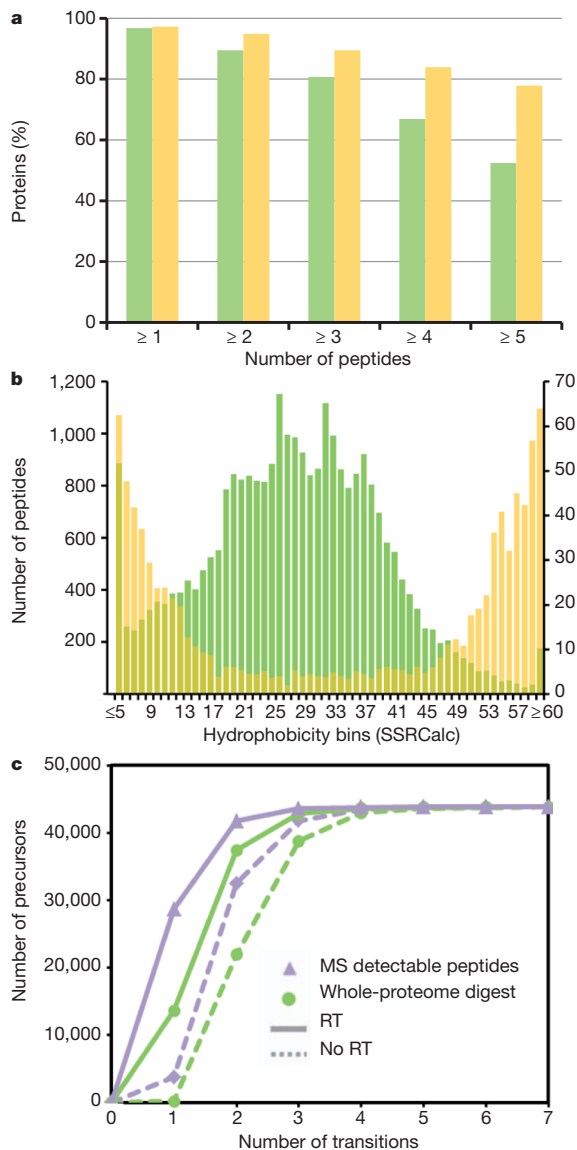 a
100
80
60
40
20
0
Proteins (%)
≥ 1 ≥ 2 ≥ 3 ≥ 4 ≥ 5
Number of peptides
b
1,200
1,000
800
600
400
200
Number of peptides
70
60
50
40
30
20
10
0
≤5 9 13 17 21 25 29 33 37 41 45 49 53 57 ≥60
Hydrophobicity bins (SSRCalc)
c
50,000
40,000
30,000
20,000
10,000
0
Number of precursors
MS detectable peptides
Whole-proteome digest
RT
No RT
0 1 2 3 4 5 6 7
Number of transitions